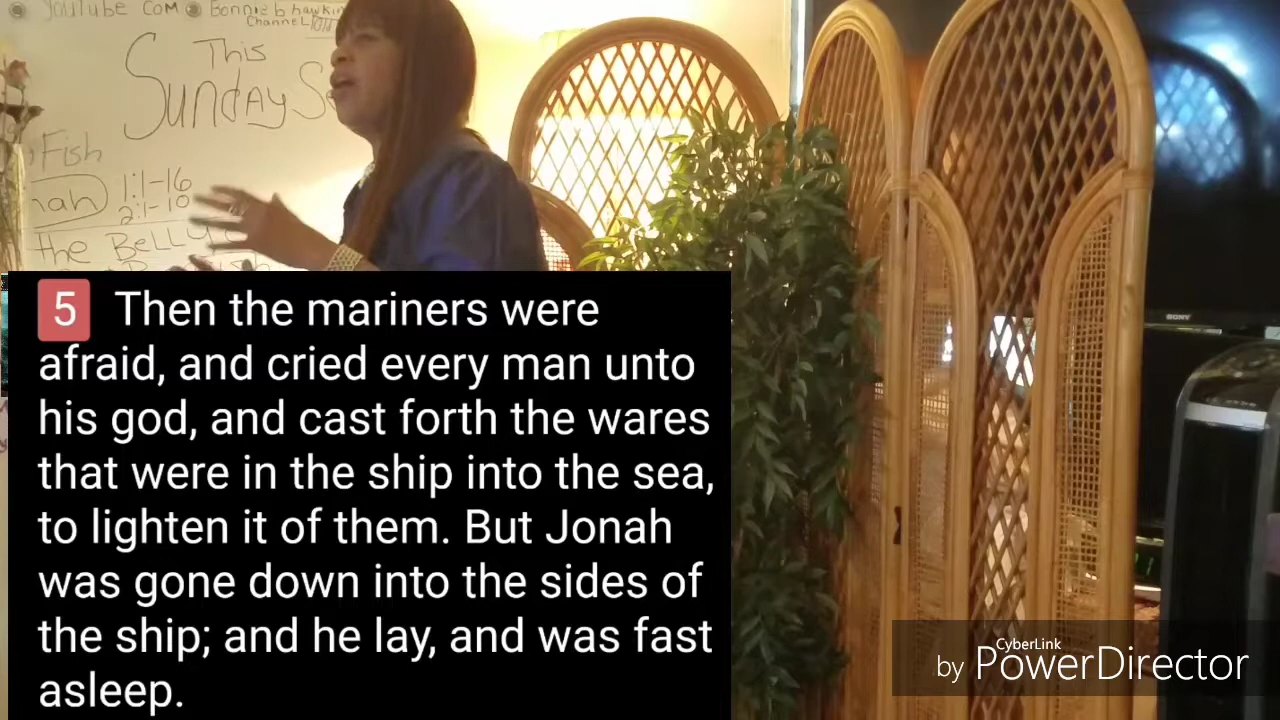 YouTube Com Bonnie b hawkin
Channel
This
Sunday S
Fish
nah 1:1-16
2:1-10
the Belly
5 Then the mariners were
afraid, and cried every man unto
his god, and cast forth the wares
that were in the ship into the sea,
to lighten it of them. But Jonah
was gone down into the sides of
the ship; and he lay, and was fast
asleep.
SONY
CyberLink
by PowerDirector